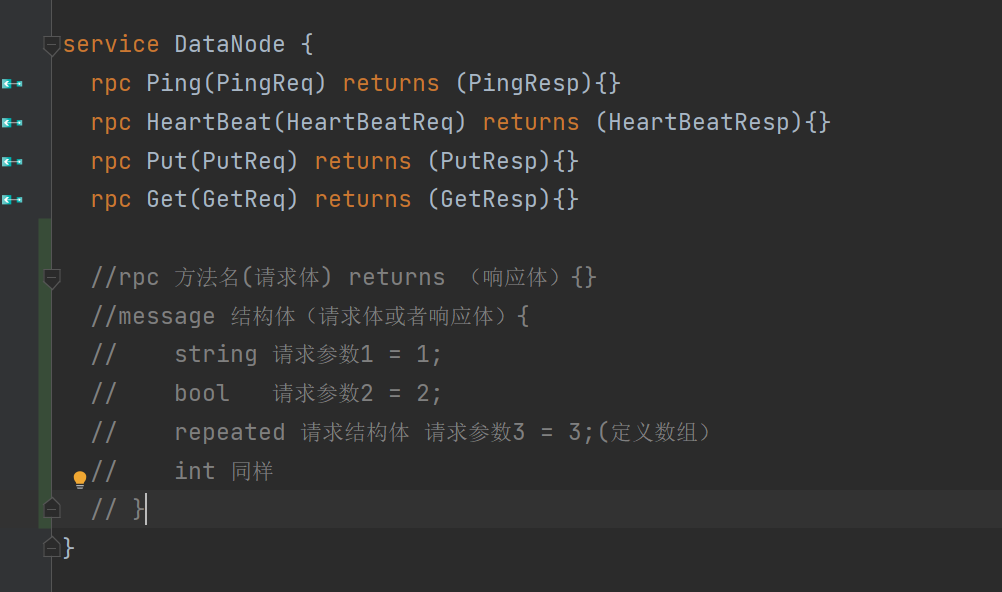 service DataNode {
rpc Ping(PingReq) returns (PingResp){}
rpc HeartBeat(HeartBeatReq) returns (HeartBeatResp){}
rpc Put(PutReq) returns (PutResp){}
rpc Get(GetReq) returns (GetResp){}
//rpc 方法名(请求体) returns （响应体）{}
//message 结构体（请求体或者响应体）{
//    string 请求参数1 = 1;
//    bool   请求参数2 = 2;
//    repeated 请求结构体 请求参数3 = 3;(定义数组）
//    int 同样
// }
}